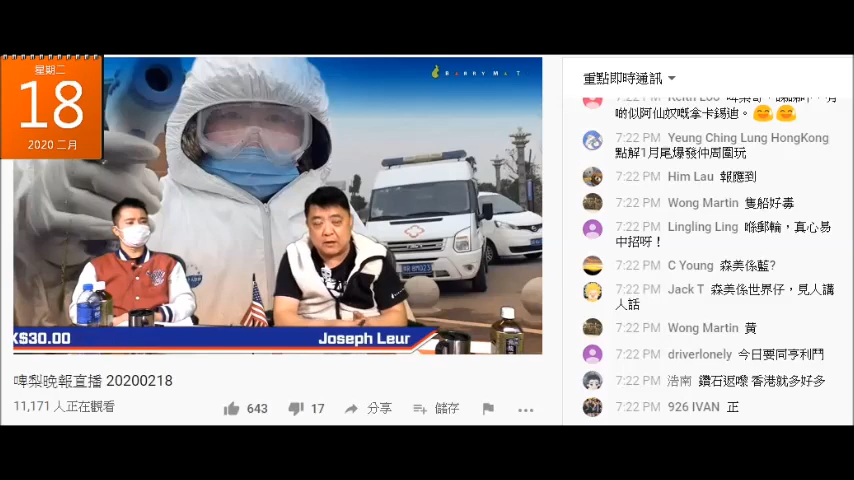 星期二
18
2020 二月
BARRY MA T
X$30.00
Joseph Leur
啤梨晚報直播 20200218
11,171 人正在觀看
643
17
分享
儲存
重點即時通訊
啲似阿仙奴嘅拿卡錫迪。
7:22 PM Yeung Ching Lung HongKong
點解1月尾爆發仲周圍玩
7:22 PM Him Lau 報應到
7:22 PM Wong Martin 隻船好毒
7:22 PM Lingling Ling 喺郵輪，真心易
中招呀！
7:22 PM C Young 森美係藍?
7:22 PM Jack T 森美係世界仔，見人講
人話
7:22 PM Wong Martin 黃
7:22 PM driverlonely 今日要同亨利鬥
7:22 PM 浩南 鑽石返嚟 香港就多好多
7:22 PM 926 IVAN 正